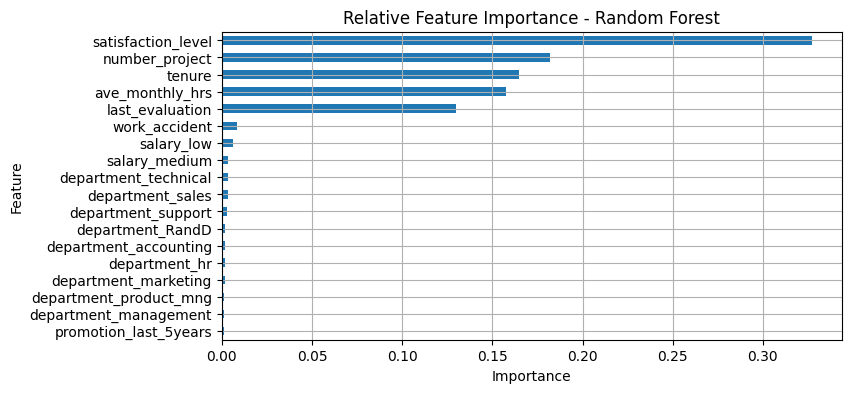 Relative Feature Importance - Random Forest
satisfaction_level
number_project
tenure
ave_monthly_hrs
last_evaluation
work_accident
salary_low
salary_medium
department_technical
department_sales
department_support
department_RandD
department_accounting
department_hr
department_marketing
department_product_mng
department_management
promotion_last_5years
Feature
0.00 0.05 0.10 0.15 0.20 0.25 0.30
Importance